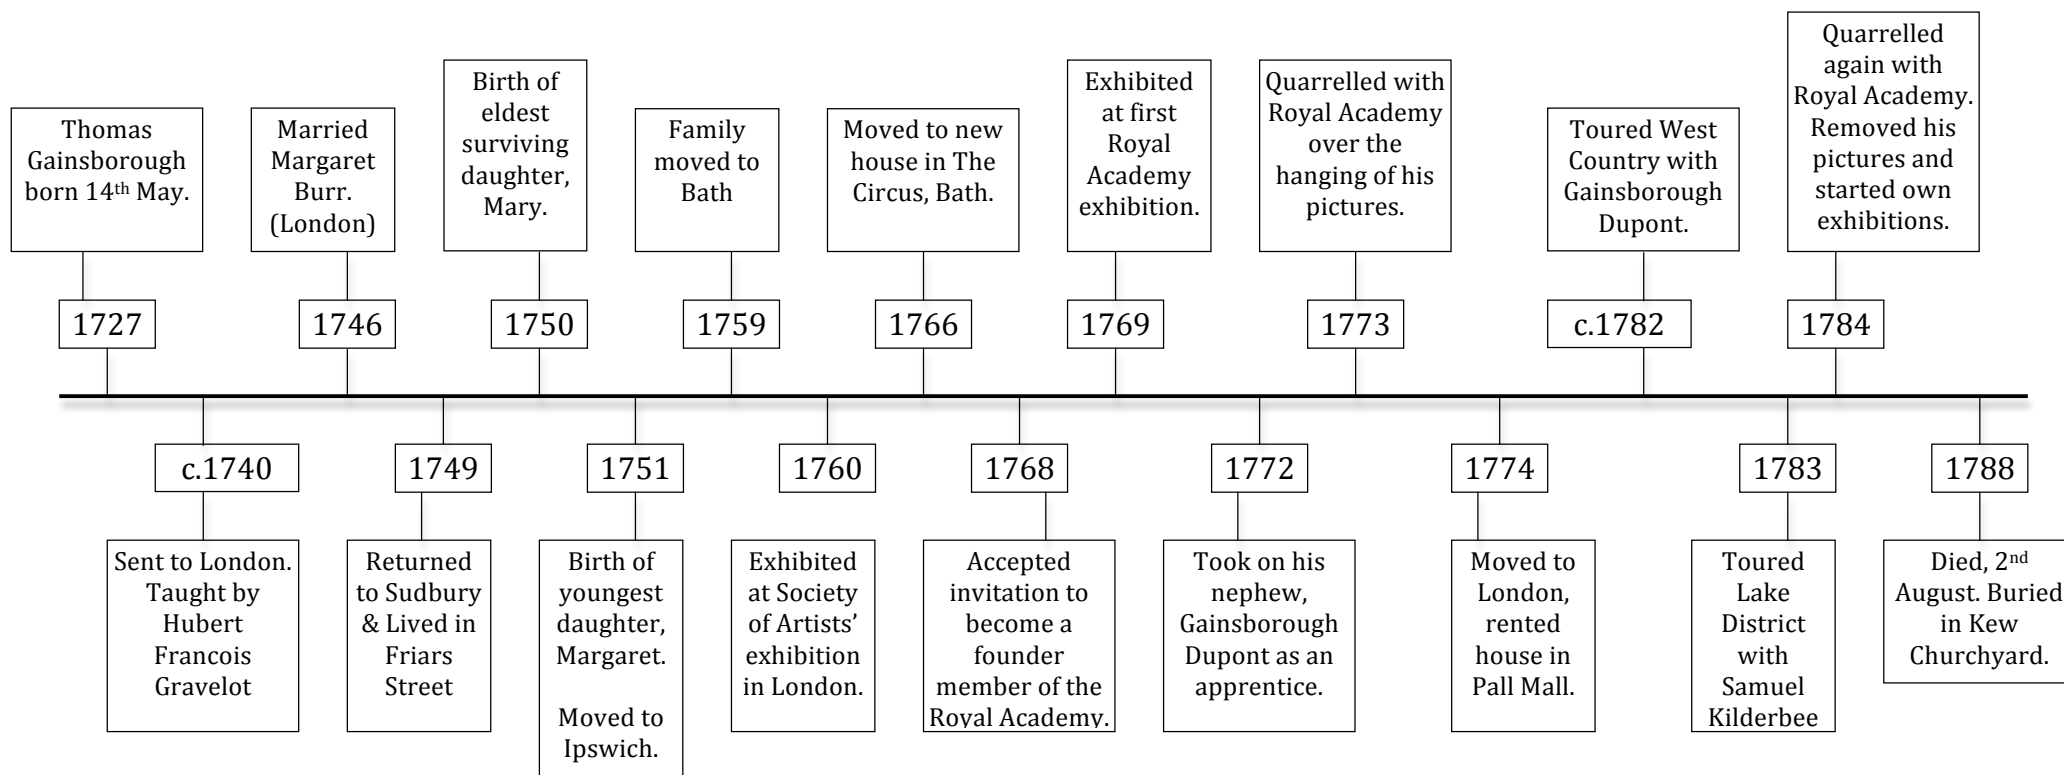 Thomas
Gainsborough
born 14th May.
1727
Married
Margaret
Burr.
(London)
1746
Birth of
eldest
surviving
daughter,
Mary.
1750
Family
moved to
Bath
1759
Moved to new
house in The
Circus, Bath.
1766
Exhibited
at first
Royal
Academy
exhibition.
1769
Quarrelled with
Royal Academy
over the
hanging of his
pictures.
1773
Toured West
Country with
Gainsborough
Dupont.
c.1782
Quarrelled
again with
Royal Academy.
Removed his
pictures and
started own
exhibitions.
1784
c.1740
Sent to London.
Taught by
Hubert
Francois
Gravelot
1749
Returned
to Sudbury
& Lived in
Friars
Street
1751
Birth of
youngest
daughter,
Margaret.
Moved to
Ipswich.
1760
Exhibited
at Society
of Artists’
exhibition
in London.
1768
Accepted
invitation to
become a
founder
member of the
Royal Academy.
1772
Took on his
nephew,
Gainsborough
Dupont as an
apprentice.
1774
Moved to
London,
rented
house in
Pall Mall.
1783
Toured
Lake
District
with
Samuel
Kilderbee
1788
Died, 2nd
August. Buried
in Kew
Churchyard.